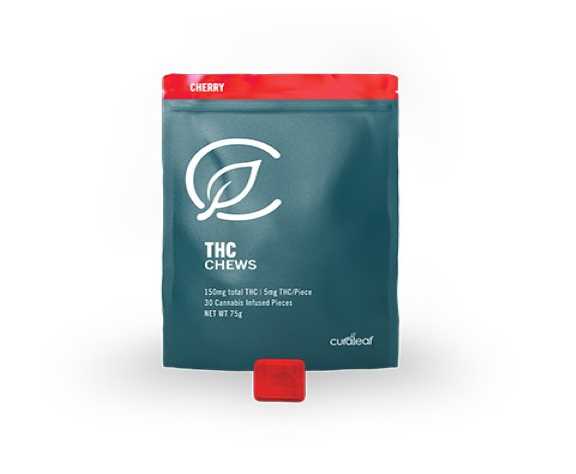 CHERRY
THC
CHEWS
150mg total THC | 5mg THC/Piece
30 Cannabis Infused Pieces
NET WT 75g
curaleaf